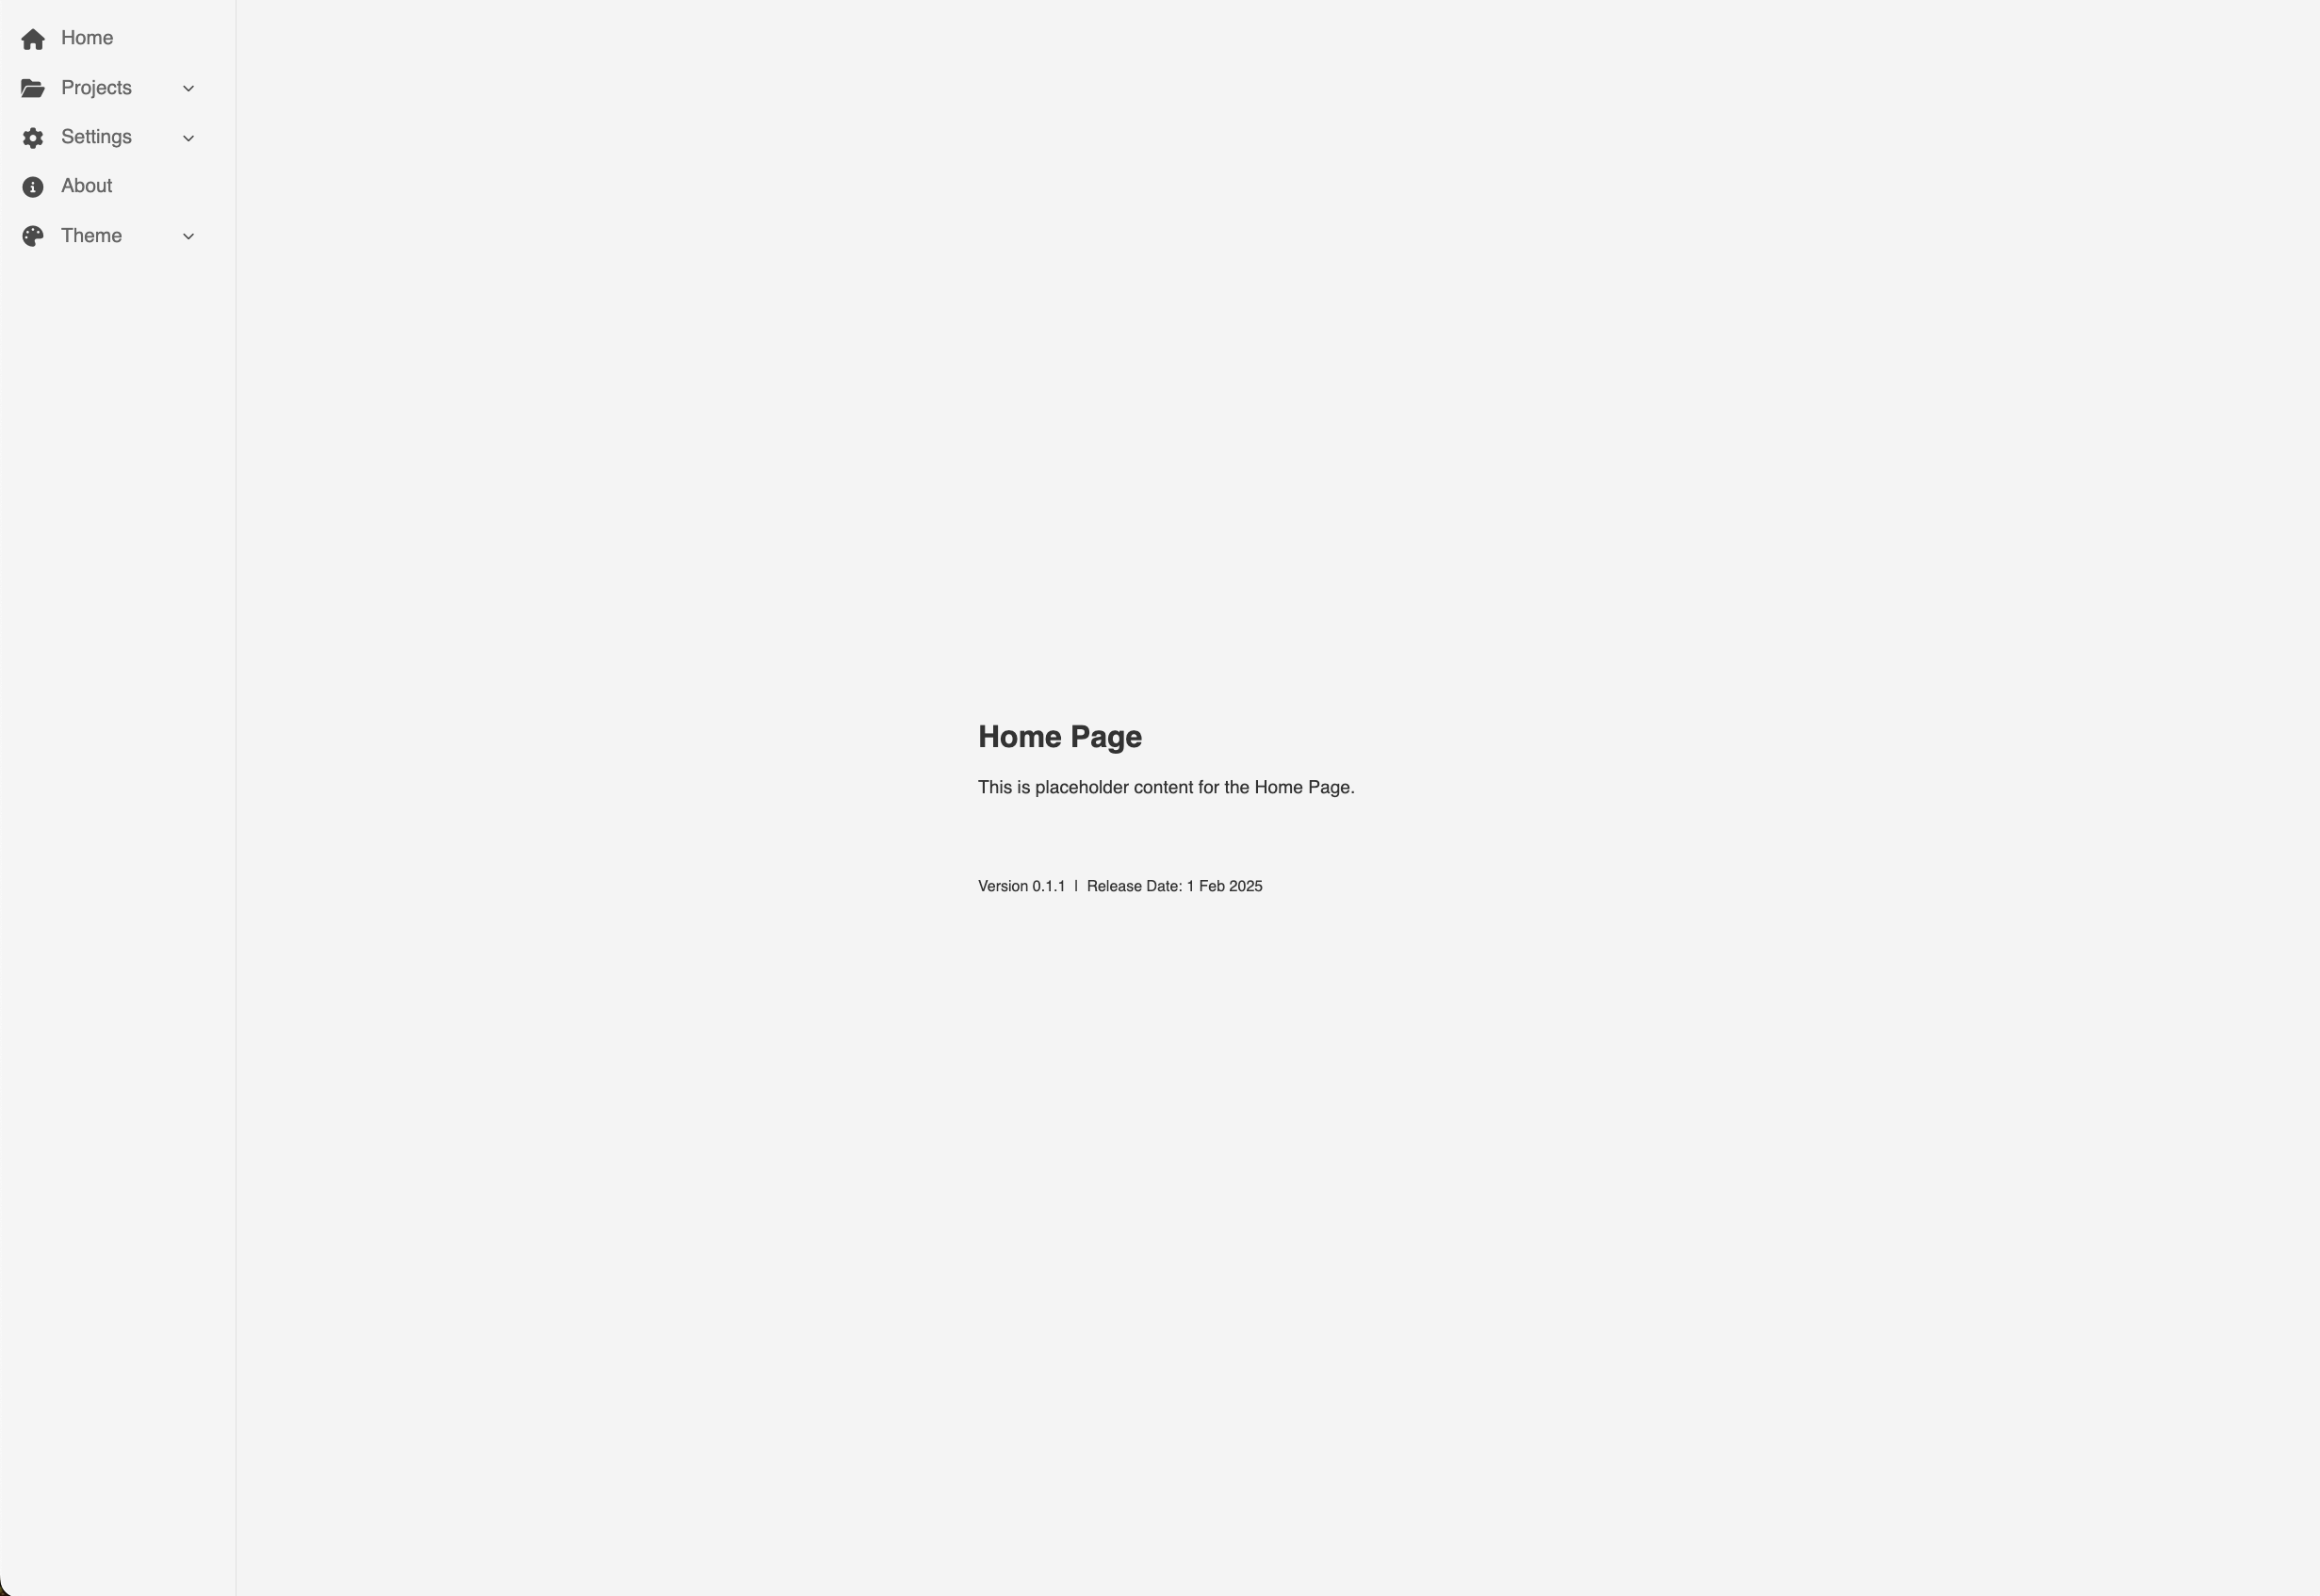 Home
Projects
Settings
About
Theme
Home Page
This is placeholder content for the Home Page.
Version 0.1.1 | Release Date: 1 Feb 2025